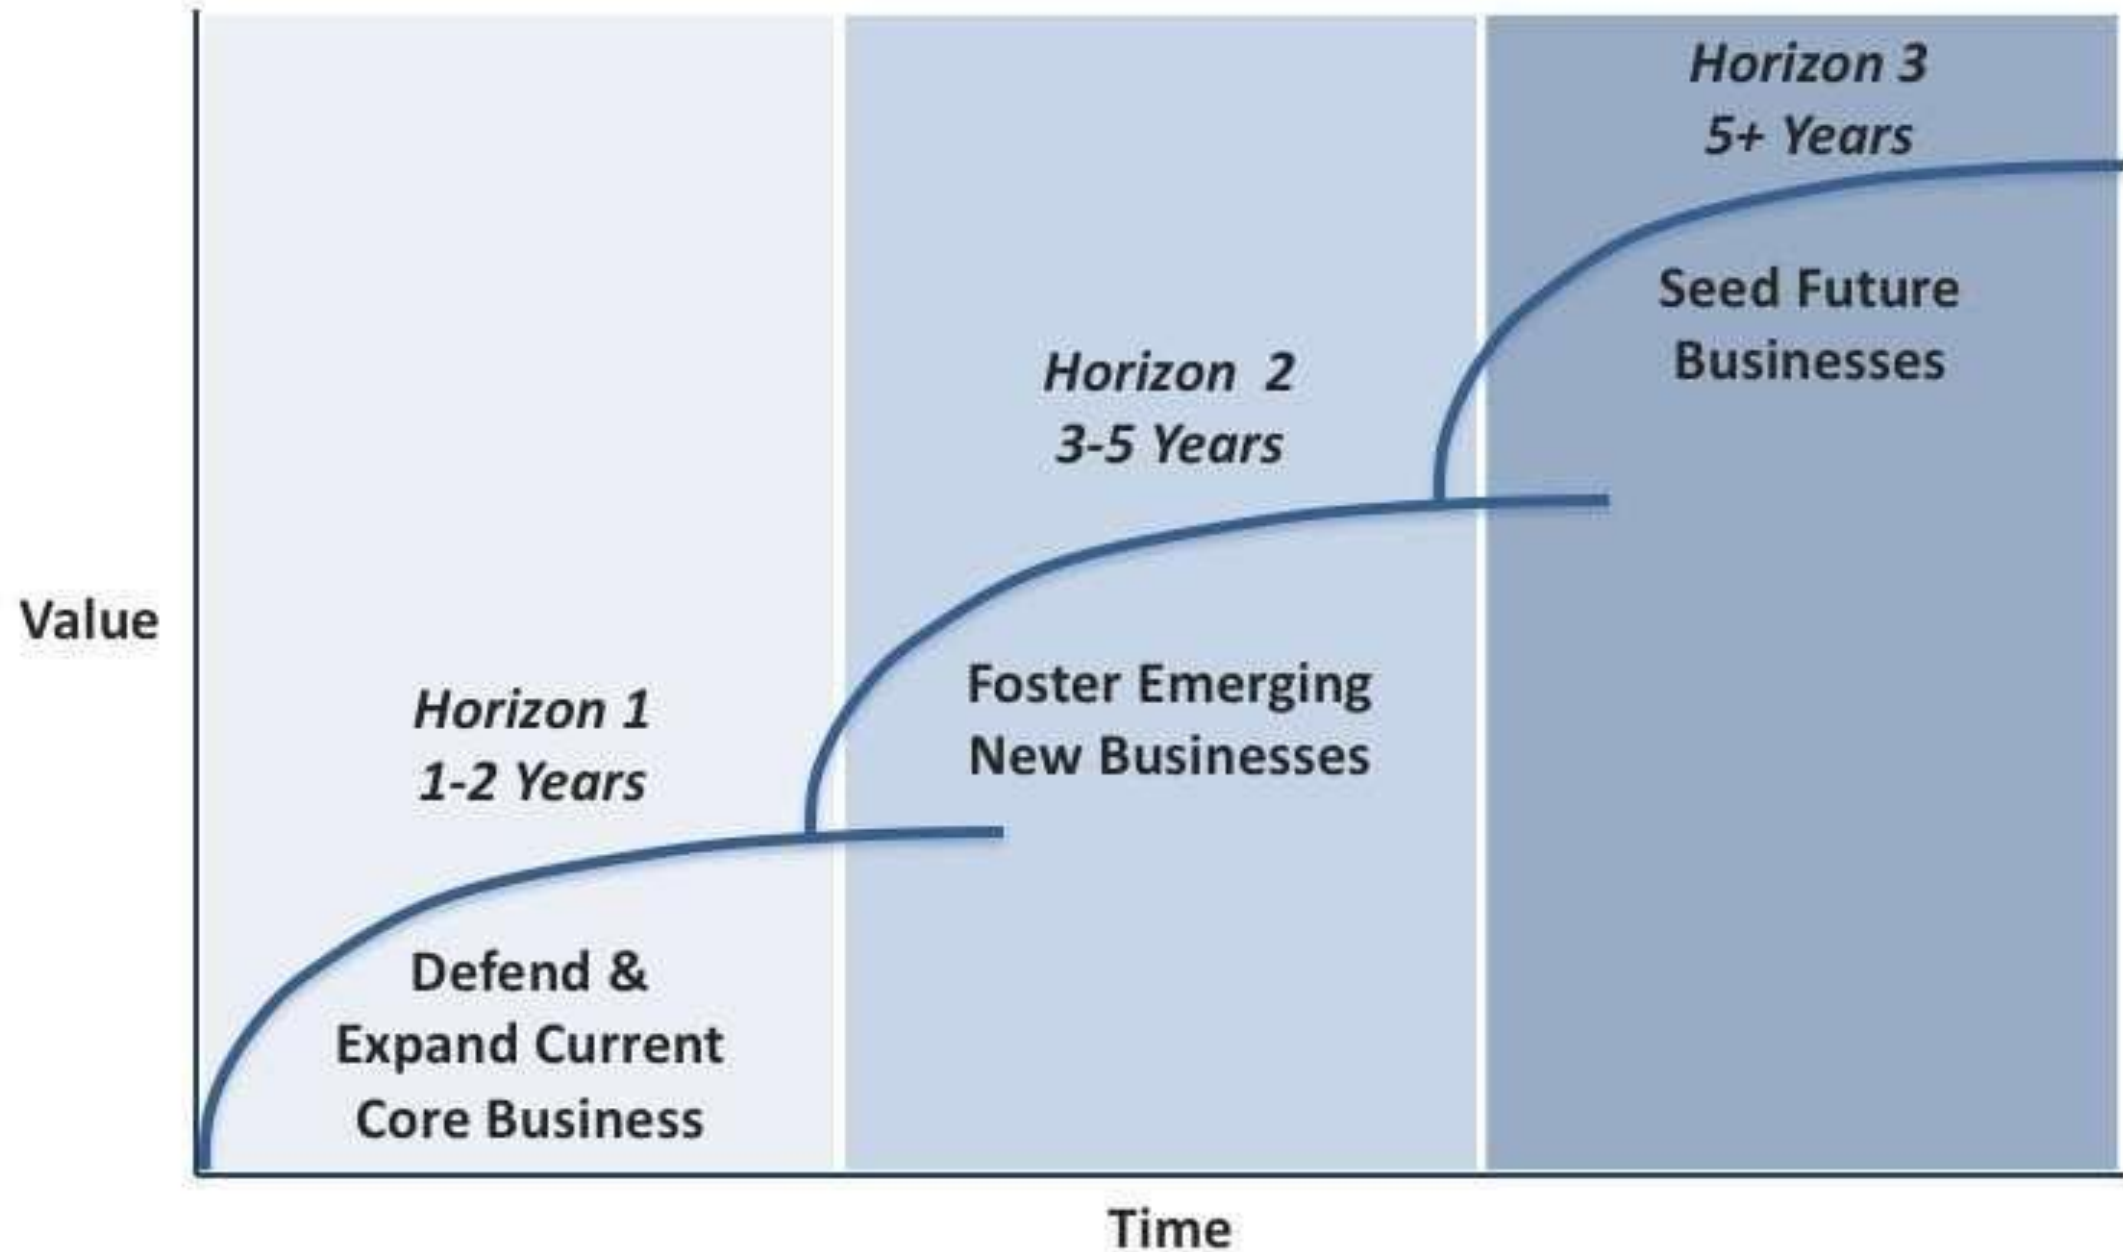 Horizon 3
5+ Years
Seed Future
Businesses
Horizon  2
3-5 Years
Foster Emerging
New Businesses
Value
Horizon 1
1-2 Years
Defend &
Expand Current
Core Business
Time